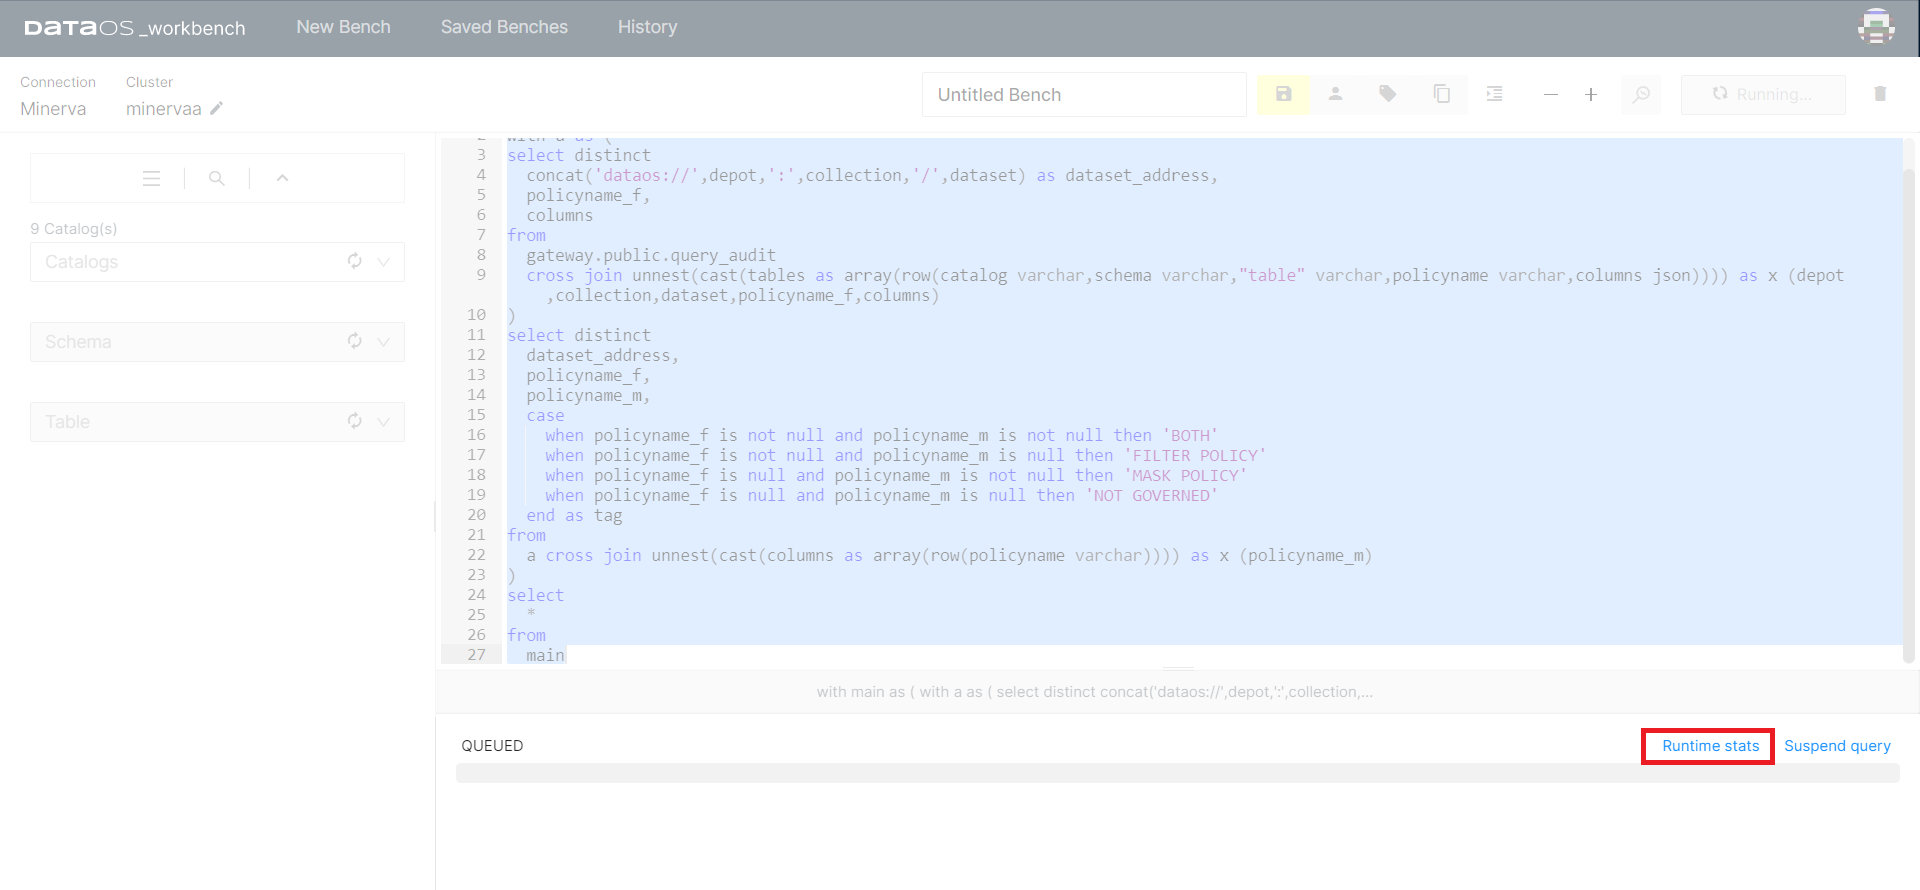 DATAOS _workbench
New Bench
Saved Benches
History
Connection
Cluster
Minerva
minervaa
Untitled Bench
Running...
9 Catalog(s)
Catalogs
Schema
Table
2 with a as (
3 select distinct
4 concat('dataos://',depot,':',collection,'/',dataset) as dataset_address,
5 policyname_f,
6 columns
7 from
8 gateway.public.query_audit
9 cross join unnest(cast(tables as array(row(catalog varchar,schema varchar,"table" varchar,policyname varchar,columns json)))) as x (depot
,collection,dataset,policyname_f,columns)
10 )
11 select distinct
12 dataset_address,
13 policyname_f,
14 policyname_m,
15 case
16 when policyname_f is not null and policyname_m is not null then 'BOTH'
17 when policyname_f is not null and policyname_m is null then 'FILTER POLICY'
18 when policyname_f is null and policyname_m is not null then 'MASK POLICY'
19 when policyname_f is null and policyname_m is null then 'NOT GOVERNED'
20 end as tag
21 from
22 a cross join unnest(cast(columns as array(row(policyname varchar)))) as x (policyname_m)
23 )
24 select
25 *
26 from
27 main
with main as ( with a as ( select distinct concat('dataos://',depot,':',collection,...
QUEUED
Runtime stats
Suspend query